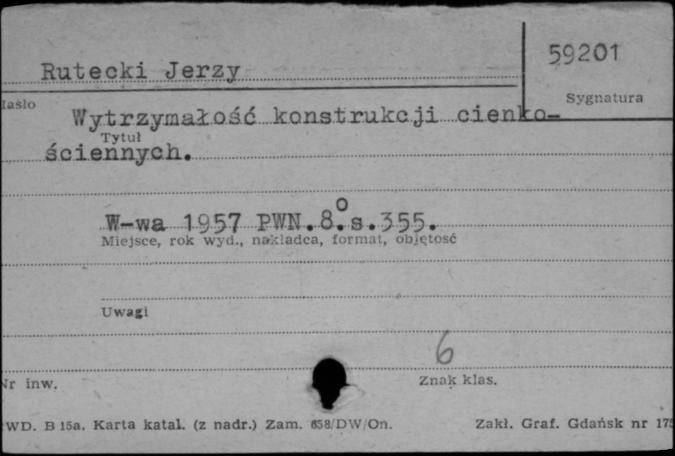 59201
Rutecki Jerzy
Sygnatura
Hasło
Wytrzymałość konstrukcji cienko-
Tytuł
ściennych.
W-wa 1957 PWN.8.° s.355.
Miejsce, rok wyd., nakładca, format, objętość
Uwagi
6
Nr inw.
Znak klas.
WD. B 15a. Karta katal. (z nadr.) Zam. 658/DW/On.
Zakł. Graf. Gdańsk nr 175